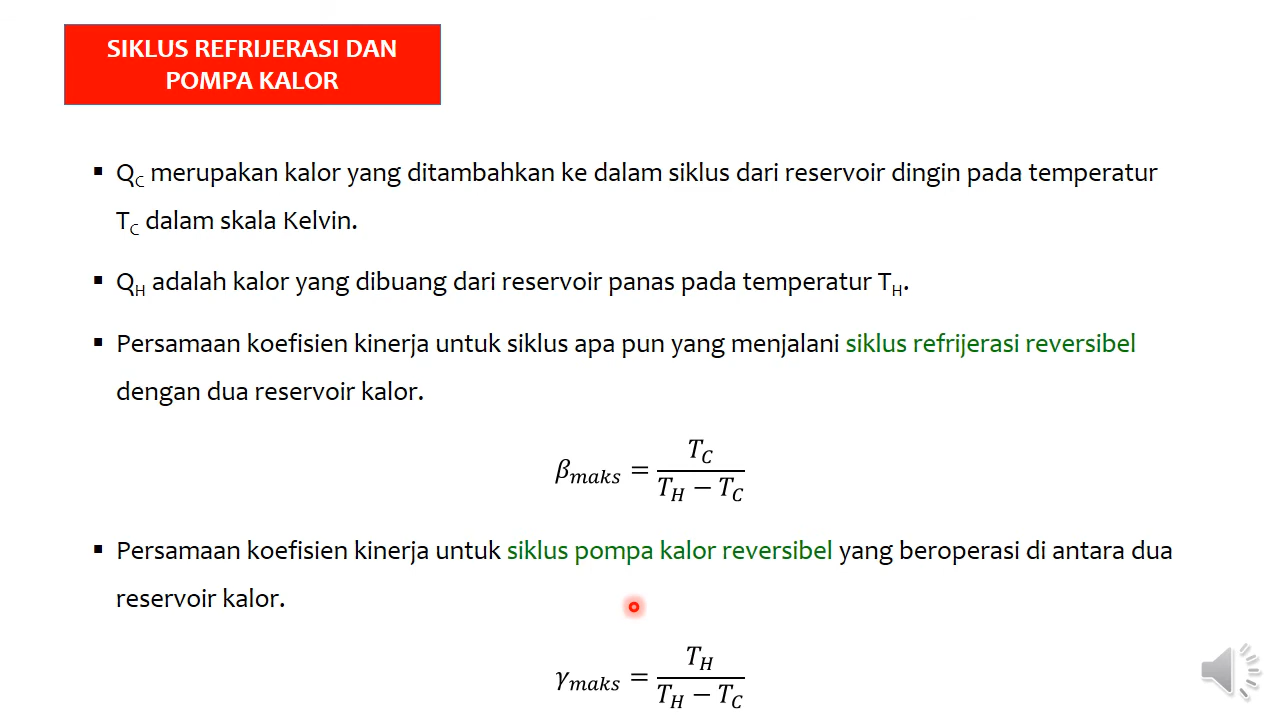 SIKLUS REFRIJERASI DAN
POMPA KALOR
▪ Q_C merupakan kalor yang ditambahkan ke dalam siklus dari reservoir dingin pada temperatur
T_C dalam skala Kelvin.
▪ Q_H adalah kalor yang dibuang dari reservoir panas pada temperatur T_H.
▪ Persamaan koefisien kinerja untuk siklus apa pun yang menjalani siklus refrijerasi reversibel
dengan dua reservoir kalor.
β_maks = T_C / (T_H − T_C)
▪ Persamaan koefisien kinerja untuk siklus pompa kalor reversibel yang beroperasi di antara dua
reservoir kalor.
γ_maks = T_H / (T_H − T_C)